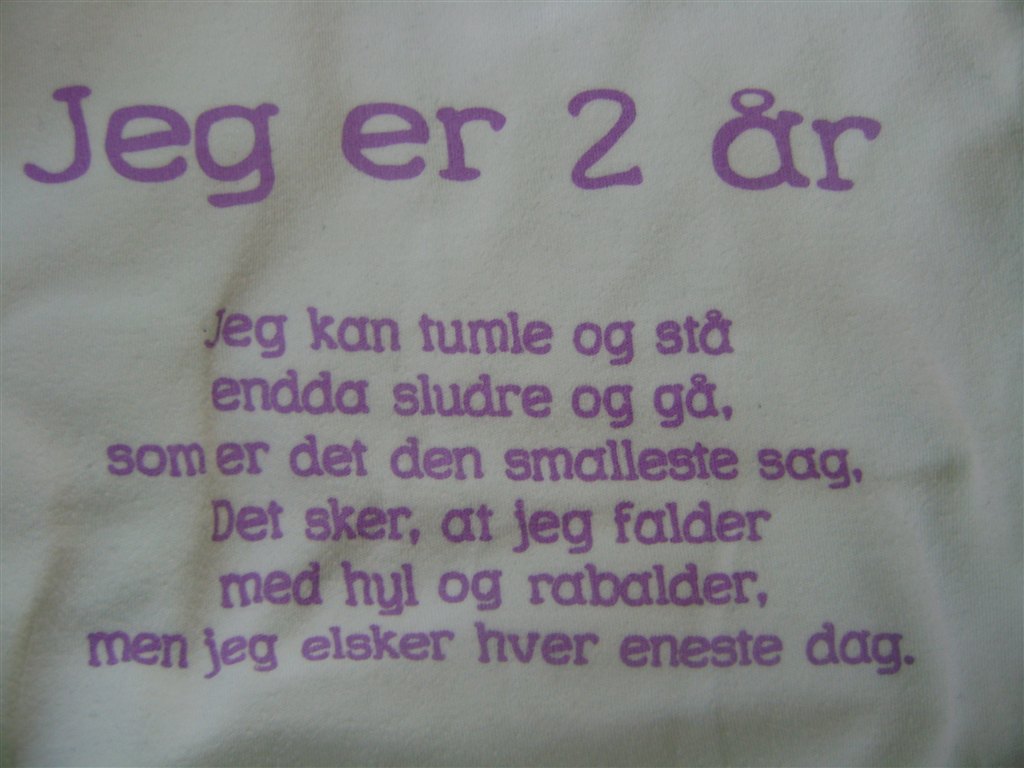 Jeg er 2 år
Jeg kan tumle og stå
endda sludre og gå,
som er det den smalleste sag,
Det sker, at jeg falder
med hyl og rabalder,
men jeg elsker hver eneste dag.